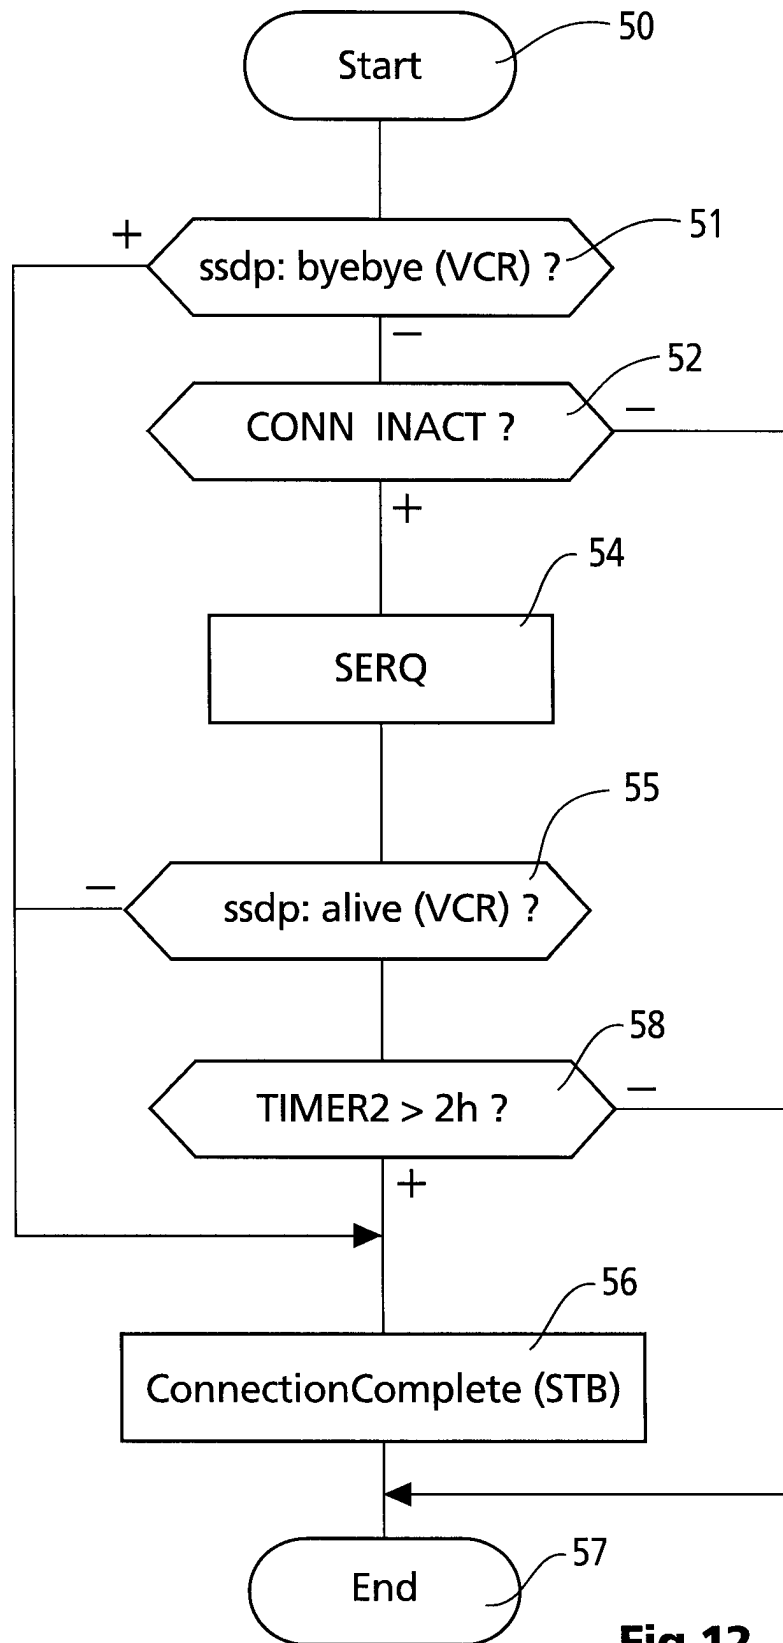 50
Start
+
51
ssdp: byebye (VCR) ?
−
52
−
CONN INACT ?
+
54
SERQ
55
−
ssdp: alive (VCR) ?
58
−
TIMER2 > 2h ?
+
56
ConnectionComplete (STB)
57
End
Fig.12